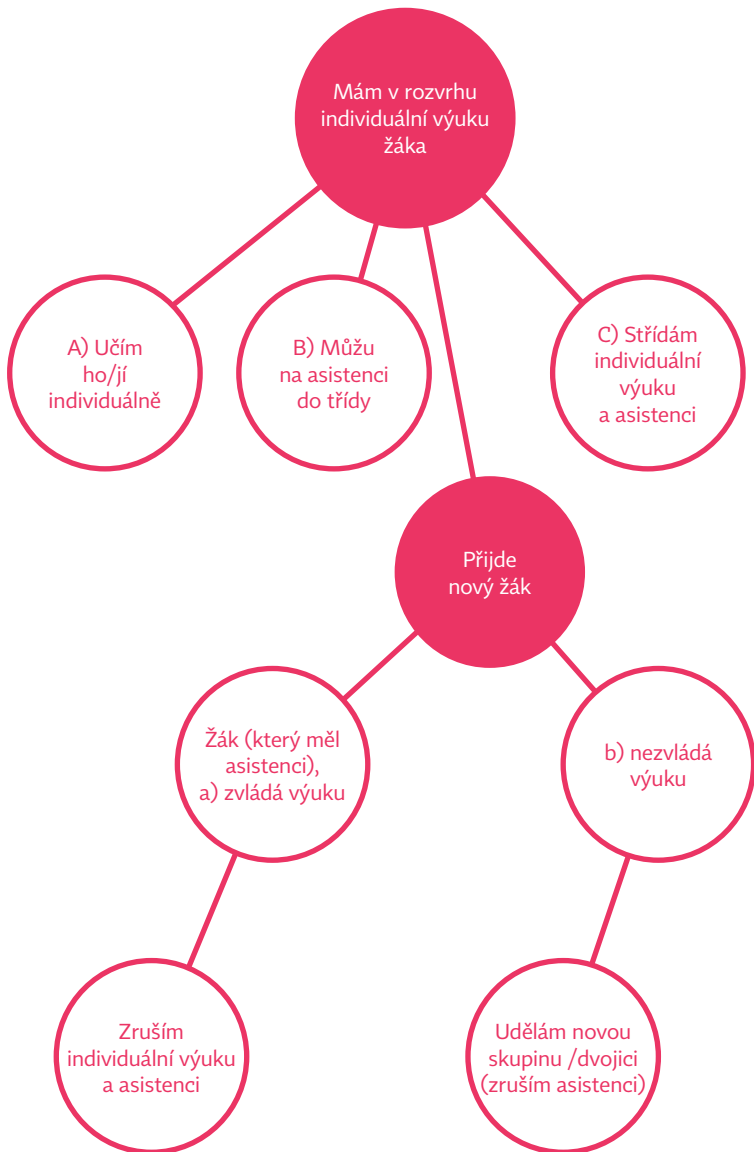 Mám v rozvrhu
individuální výuku
žáka
A) Učím
ho/jí
individuálně
B) Můžu
na asistenci
do třídy
C) Střídám
individuální
výuku
a asistenci
Přijde
nový žák
Žák (který měl
asistenci),
a) zvládá výuku
b) nezvládá
výuku
Zruším
individuální výuku
a asistenci
Udělám novou
skupinu /dvojici
(zruším asistenci)